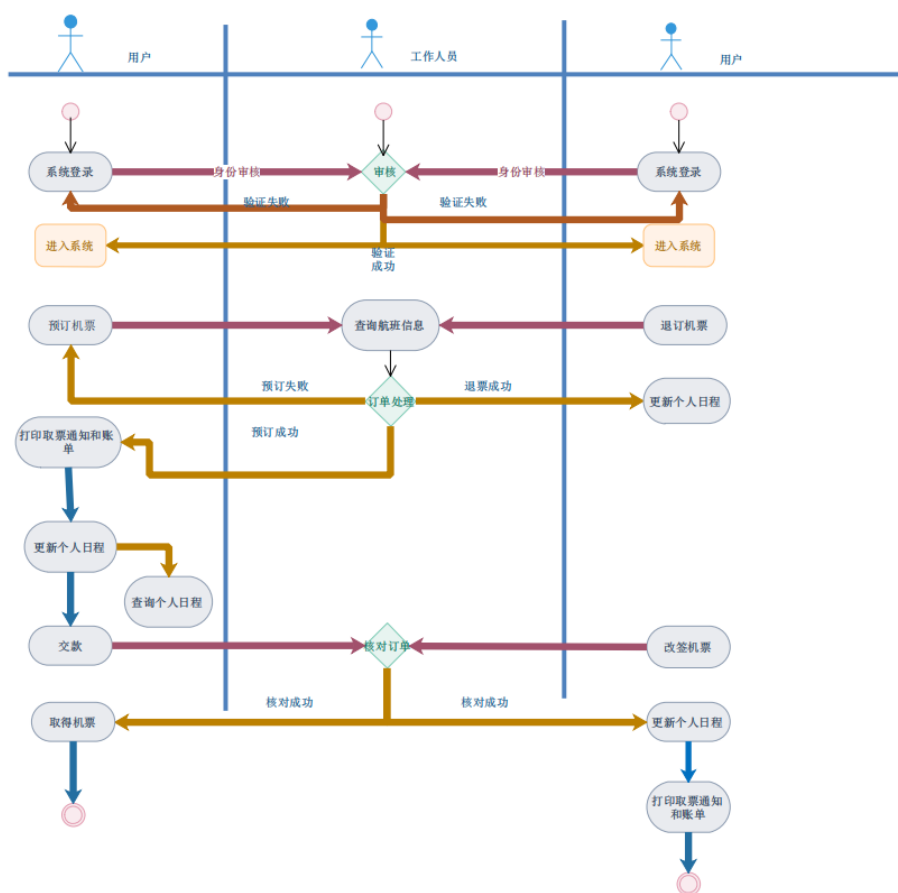 用户
工作人员
用户
系统登录
身份审核
审核
身份审核
系统登录
验证失败
验证失败
进入系统
验证
成功
进入系统
预订机票
查询航班信息
退订机票
预订失败
订单处理
退票成功
更新个人日程
打印取票通知和账
单
预订成功
更新个人日程
查询个人日程
交款
核对订单
改签机票
核对成功
核对成功
取得机票
更新个人日程
打印取票通知
和账单